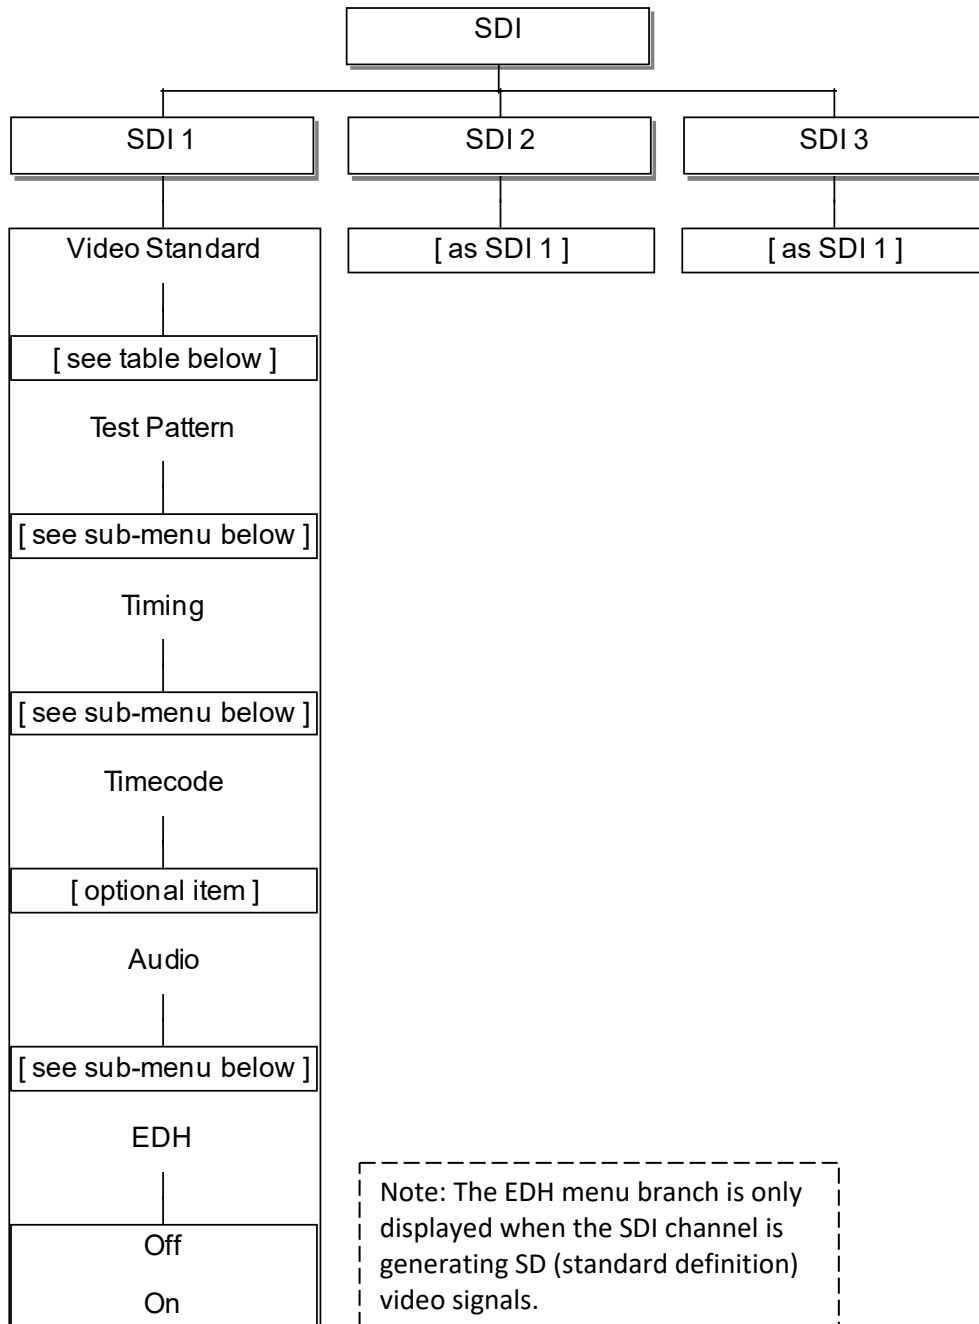 SDI
SDI 1
SDI 2
SDI 3
Video Standard
[ as SDI 1 ]
[ as SDI 1 ]
[ see table below ]
Test Pattern
[ see sub-menu below ]
Timing
[ see sub-menu below ]
Timecode
[ optional item ]
Audio
[ see sub-menu below ]
EDH
Off
On
Note: The EDH menu branch is only
displayed when the SDI channel is
generating SD (standard definition)
video signals.